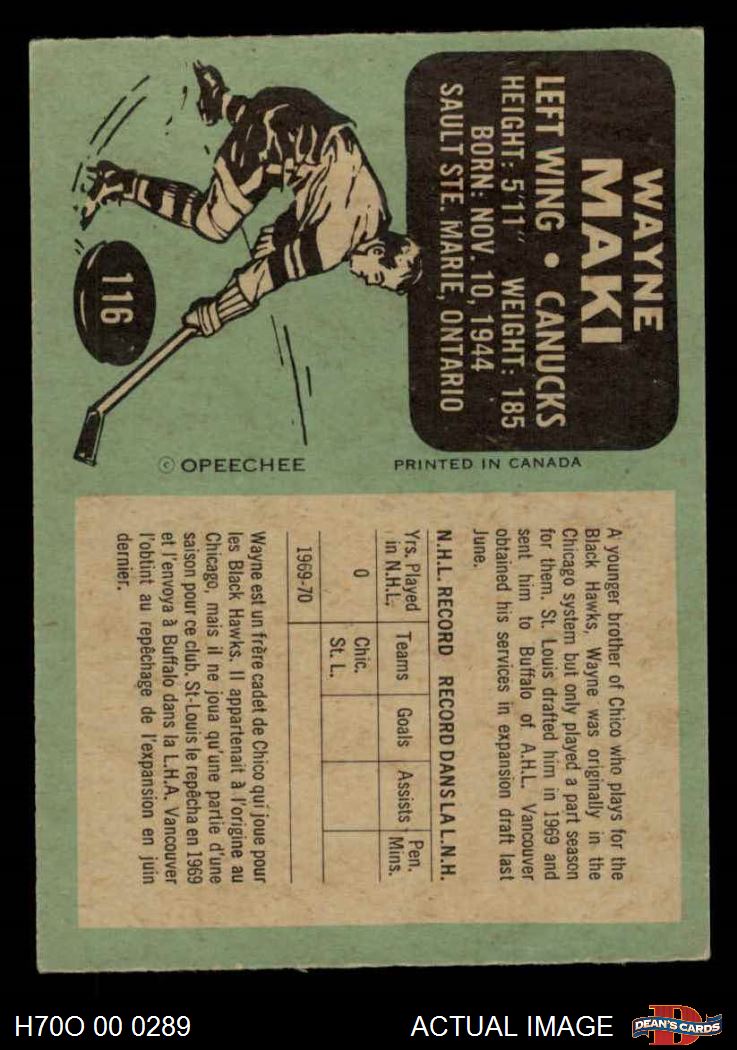 WAYNE
MAKI
LEFT WING • CANUCKS
HEIGHT: 5'11" WEIGHT: 185
BORN: NOV. 10, 1944
SAULT STE. MARIE, ONTARIO
116
© OPEECHEE
PRINTED IN CANADA
A younger brother of Chico who plays for the
Black Hawks, Wayne was originally in the
Chicago system but only played a part season
for them. St. Louis drafted him in 1969 and
sent him to Buffalo of A.H.L. Vancouver
obtained his services in expansion draft last
June.
N.H.L. RECORD RECORD DANS LA L.N.H.
Yrs. Played in N.H.L. Teams Goals Assists Pen. Mins.
0 Chic.
St. L.
1969-70
Wayne est un frère cadet de Chico qui joue pour
les Black Hawks. Il appartenait à l'origine au
Chicago, mais il ne joua qu'une partie d'une
saison pour ce club. St-Louis le repêcha en 1969
et l'envoya à Buffalo dans la L.H.A. Vancouver
l'obtint au repêchage de l'expansion en juin
dernier.
H70O 00 0289
ACTUAL IMAGE
D
DEAN'S CARDS